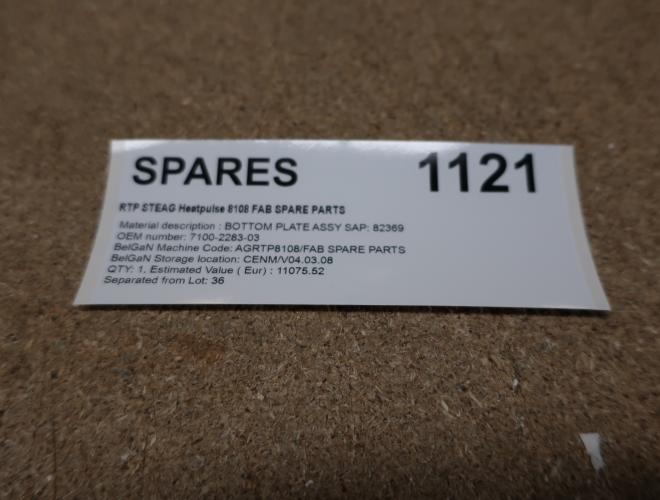 SPARES 1121
RTP STEAG Heatpulse 8108 FAB SPARE PARTS
Material description : BOTTOM PLATE ASSY SAP: 82369
OEM number: 7100-2283-03
BelGaN Machine Code: AGRTP8108/FAB SPARE PARTS
BelGaN Storage location: CENM/V04.03.08
QTY: 1, Estimated Value ( Eur) : 11075.52
Separated from Lot: 36